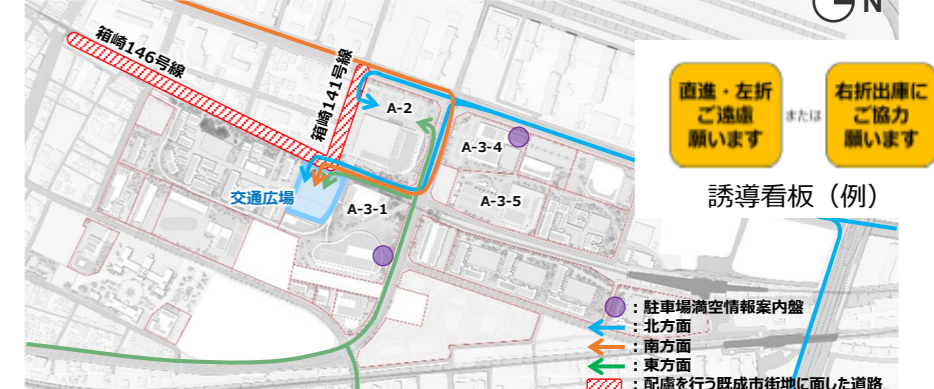 N
箱崎146号線
箱崎141号線
A-2
A-3-4
A-3-5
A-3-1
交通広場
直進・左折
ご遠慮
願います
または
右折出庫に
ご協力
願います
誘導看板（例）
：駐車場満空情報案内盤
：北方面
：南方面
：東方面
：配慮を行う既成市街地に面した道路